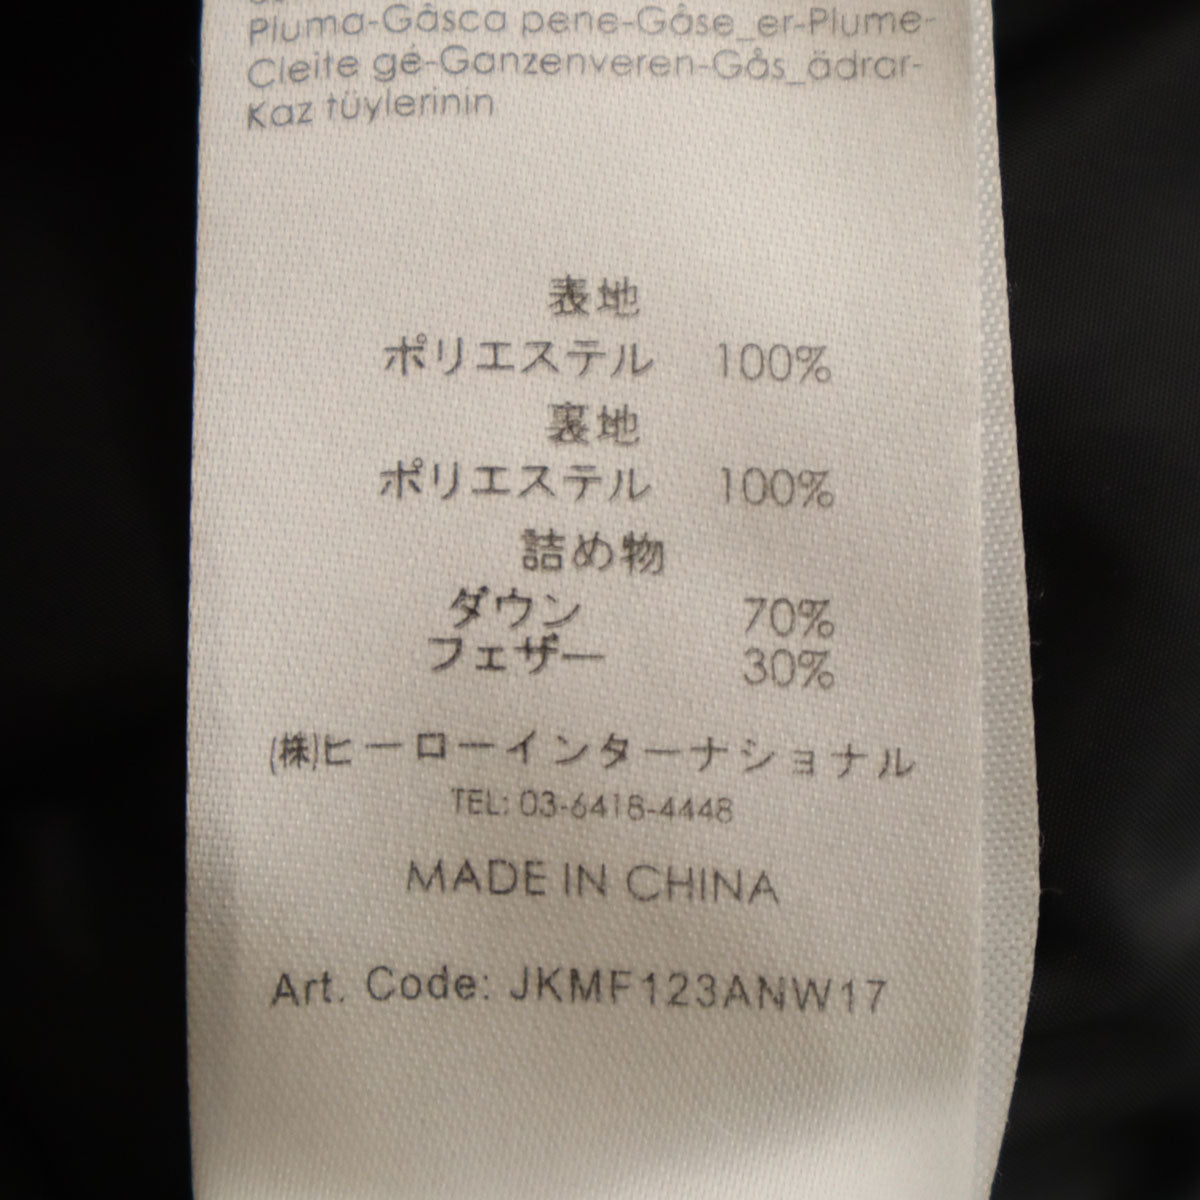 Pluma-Gâsca pene-Gåse_er-Plume-
Cleite gé-Ganzenveren-Gås_ädrar-
Kaz tüylerinin
表地
ポリエステル 100%
裏地
ポリエステル 100%
詰め物
ダウン 70%
フェザー 30%
(株)ヒーローインターナショナル
TEL: 03-6418-4448
MADE IN CHINA
Art. Code: JKMF123ANW17